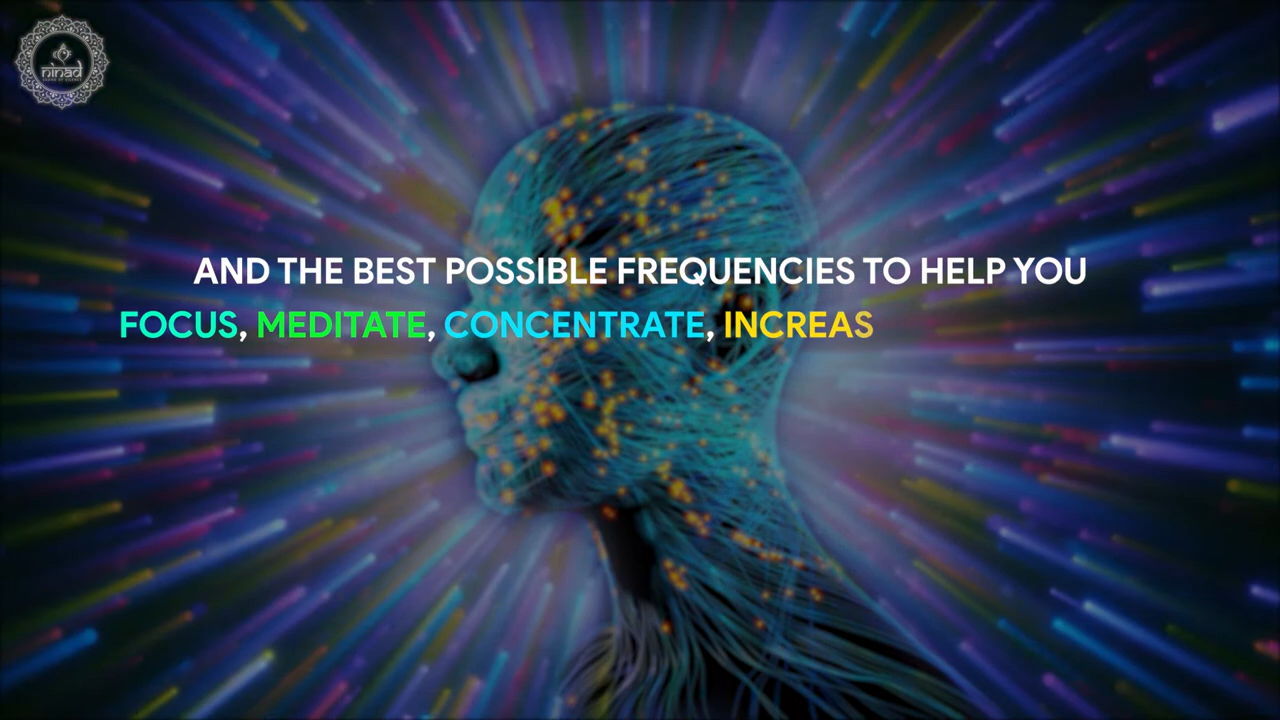 ninad
AND THE BEST POSSIBLE FREQUENCIES TO HELP YOU
FOCUS, MEDITATE, CONCENTRATE, INCREAS